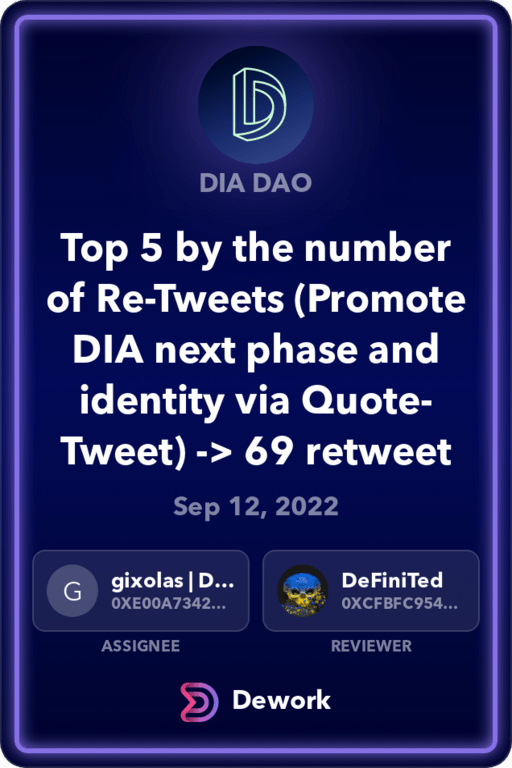 DIA DAO
Top 5 by the number
of Re-Tweets (Promote
DIA next phase and
identity via Quote-
Tweet) -> 69 retweet
Sep 12, 2022
G
gixolas | D...
0XE00A7342...
ASSIGNEE
DeFiniTed
0XCFBFC954...
REVIEWER
Dework